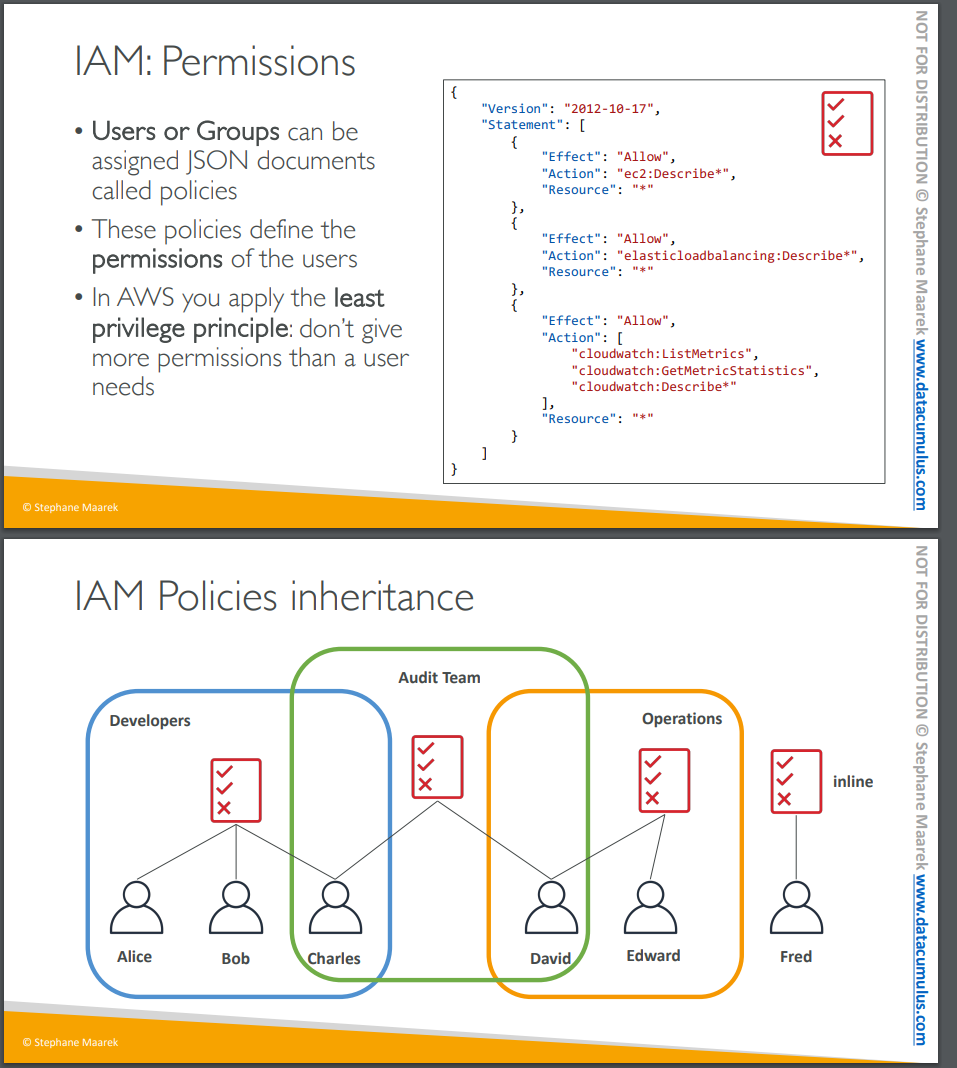 IAM: Permissions
• Users or Groups can be
assigned JSON documents
called policies
• These policies define the
permissions of the users
• In AWS you apply the least
privilege principle: don’t give
more permissions than a user
needs
{
    "Version": "2012-10-17",
    "Statement": [
        {
            "Effect": "Allow",
            "Action": "ec2:Describe*",
            "Resource": "*"
        },
        {
            "Effect": "Allow",
            "Action": "elasticloadbalancing:Describe*",
            "Resource": "*"
        },
        {
            "Effect": "Allow",
            "Action": [
                "cloudwatch:ListMetrics",
                "cloudwatch:GetMetricStatistics",
                "cloudwatch:Describe*"
            ],
            "Resource": "*"
        }
    ]
}
NOT FOR DISTRIBUTION © Stephane Maarek www.datacumulus.com
© Stephane Maarek
IAM Policies inheritance
Audit Team
Developers
Operations
inline
Alice
Bob
Charles
David
Edward
Fred
NOT FOR DISTRIBUTION © Stephane Maarek www.datacumulus.com
© Stephane Maarek